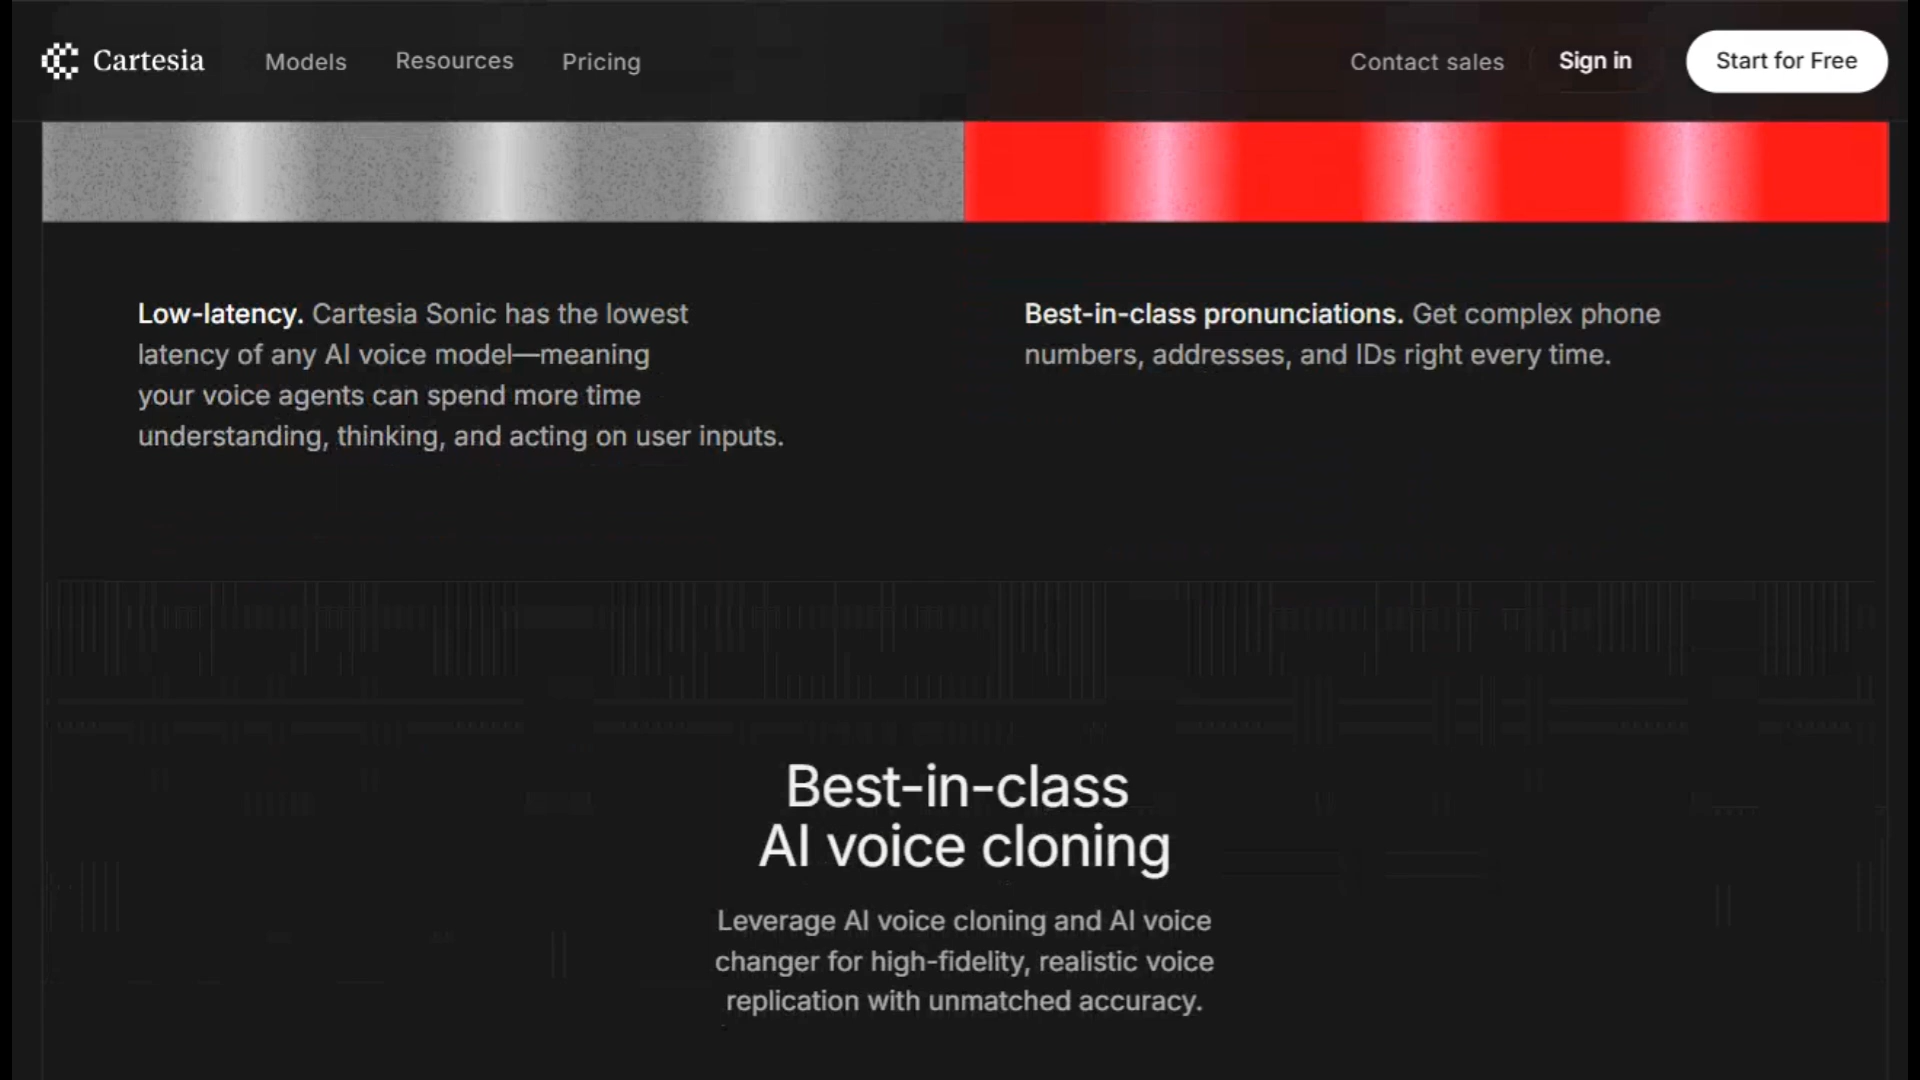 Cartesia
Models
Resources
Pricing
Contact sales
Sign in
Start for Free
Low-latency. Cartesia Sonic has the lowest
latency of any AI voice model—meaning
your voice agents can spend more time
understanding, thinking, and acting on user inputs.
Best-in-class pronunciations. Get complex phone
numbers, addresses, and IDs right every time.
Best-in-class
AI voice cloning
Leverage AI voice cloning and AI voice
changer for high-fidelity, realistic voice
replication with unmatched accuracy.